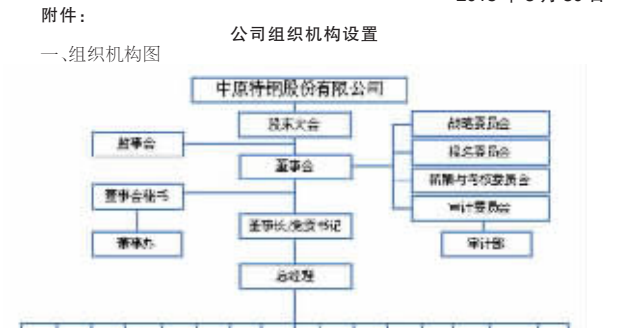 附件：
公司组织机构设置
一、组织机构图
中原特钢股份有限公司
股东大会
监事会
董事会
战略委员会
提名委员会
薪酬与考核委员会
审计委员会
审计部
董事会秘书
董事办
董事长/党委书记
总经理